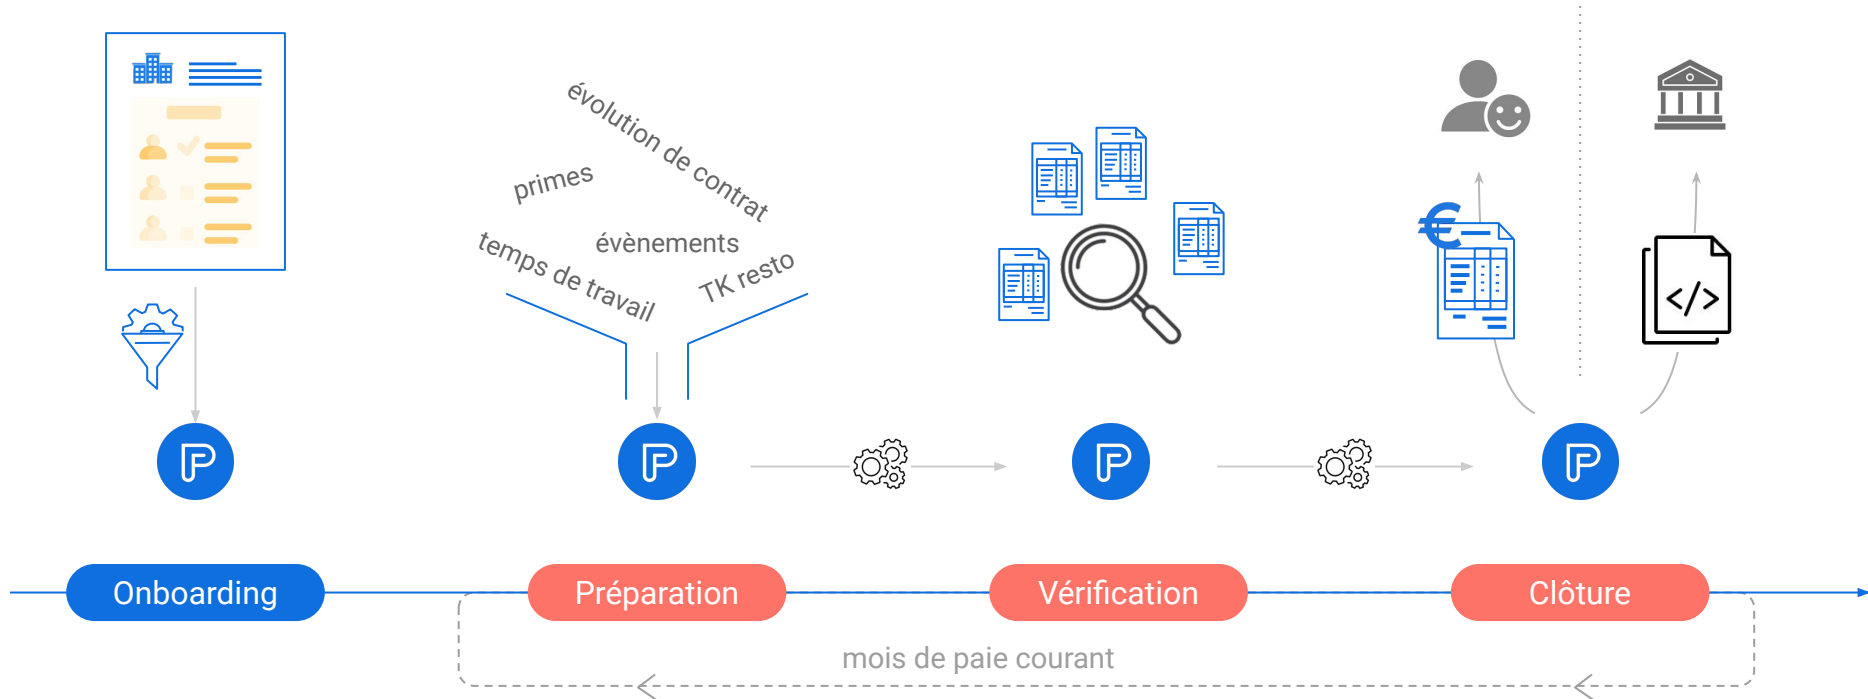 évolution de contrat
primes
évènements
temps de travail
TK resto
€
</>
P
P
P
P
Onboarding
Préparation
Vérification
Clôture
mois de paie courant